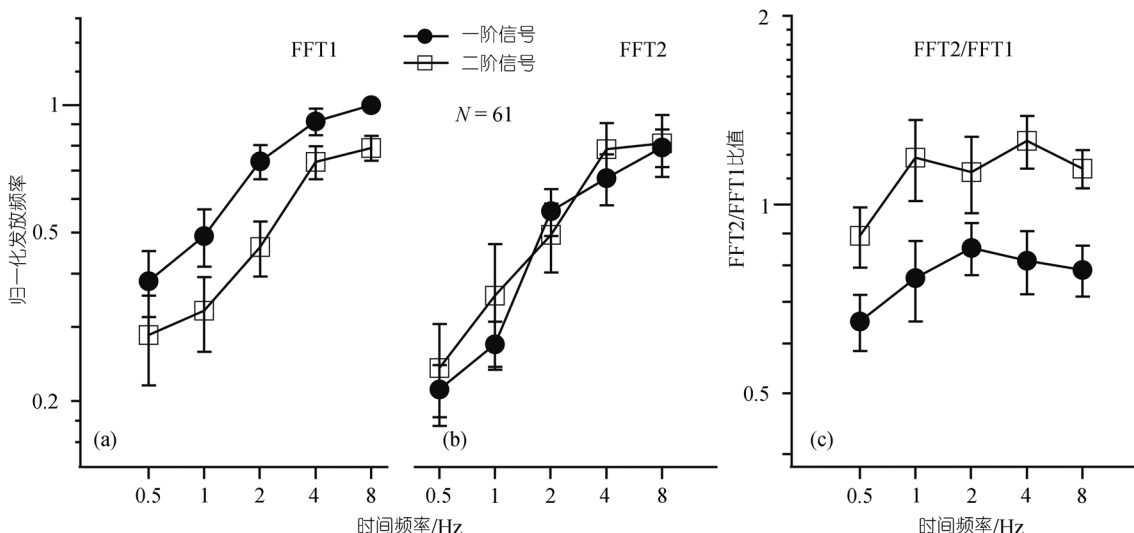 FFT1
一阶信号
二阶信号
FFT2
N = 61
FFT2/FFT1
归一化发放频率
1
0.5
0.2
(a)
(b)
0.5 1 2 4 8
0.5 1 2 4 8
时间频率/Hz
FFT2/FFT1比值
2
1
0.5
(c)
0.5 1 2 4 8
时间频率/Hz